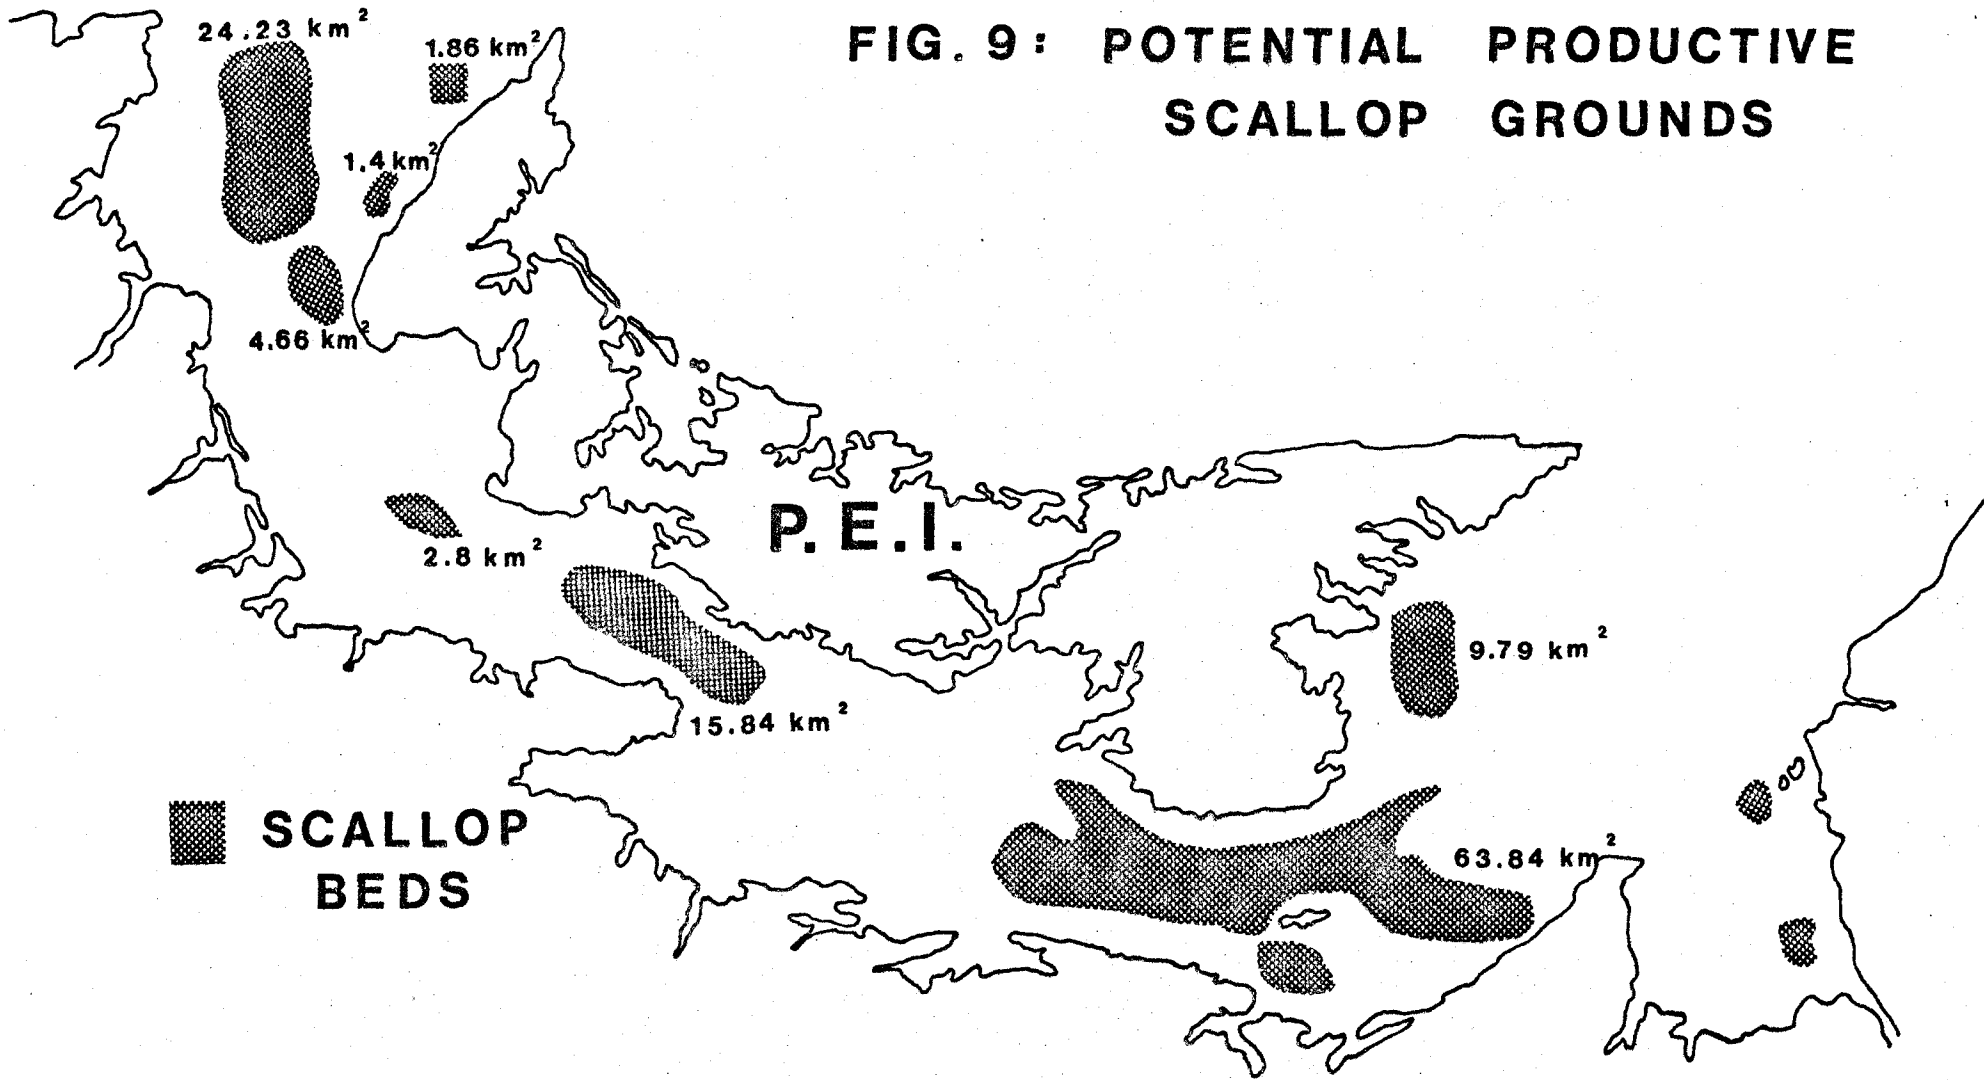 FIG. 9: POTENTIAL PRODUCTIVE
SCALLOP GROUNDS
24.23 km²
1.86 km²
1.4 km²
4.66 km²
P.E.I.
2.8 km²
9.79 km²
15.84 km²
SCALLOP
BEDS
63.84 km²